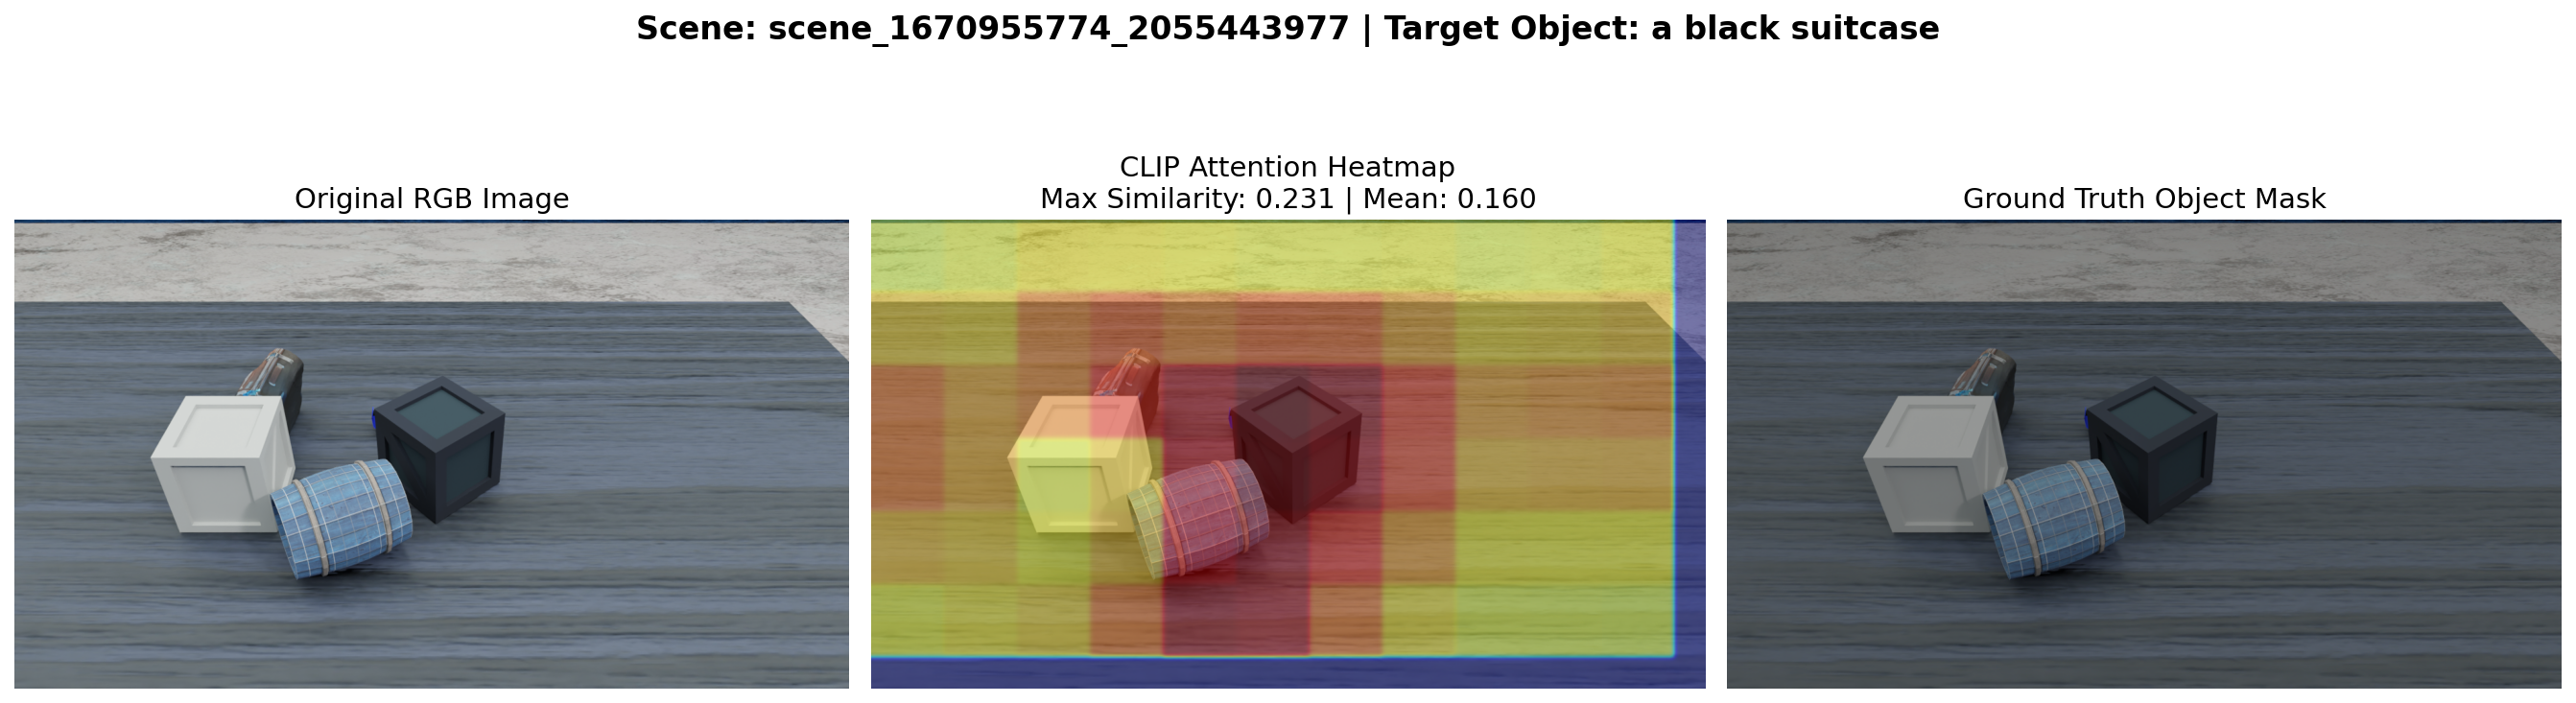 Scene: scene_1670955774_2055443977 | Target Object: a black suitcase
Original RGB Image
CLIP Attention Heatmap
Max Similarity: 0.231 | Mean: 0.160
Ground Truth Object Mask